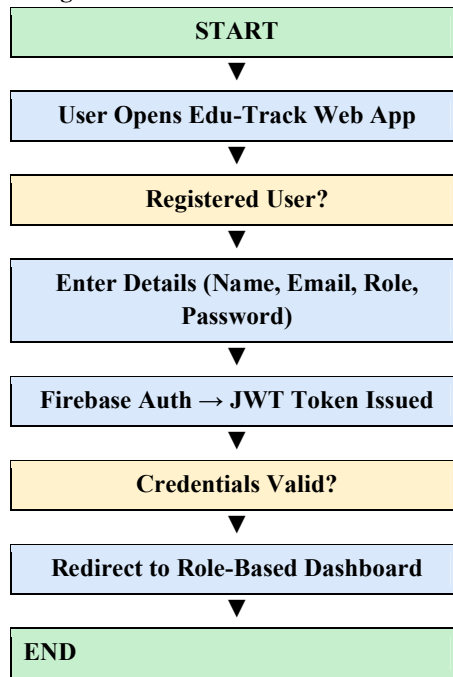 START
▼
User Opens Edu-Track Web App
▼
Registered User?
▼
Enter Details (Name, Email, Role,
Password)
▼
Firebase Auth → JWT Token Issued
▼
Credentials Valid?
▼
Redirect to Role-Based Dashboard
▼
END